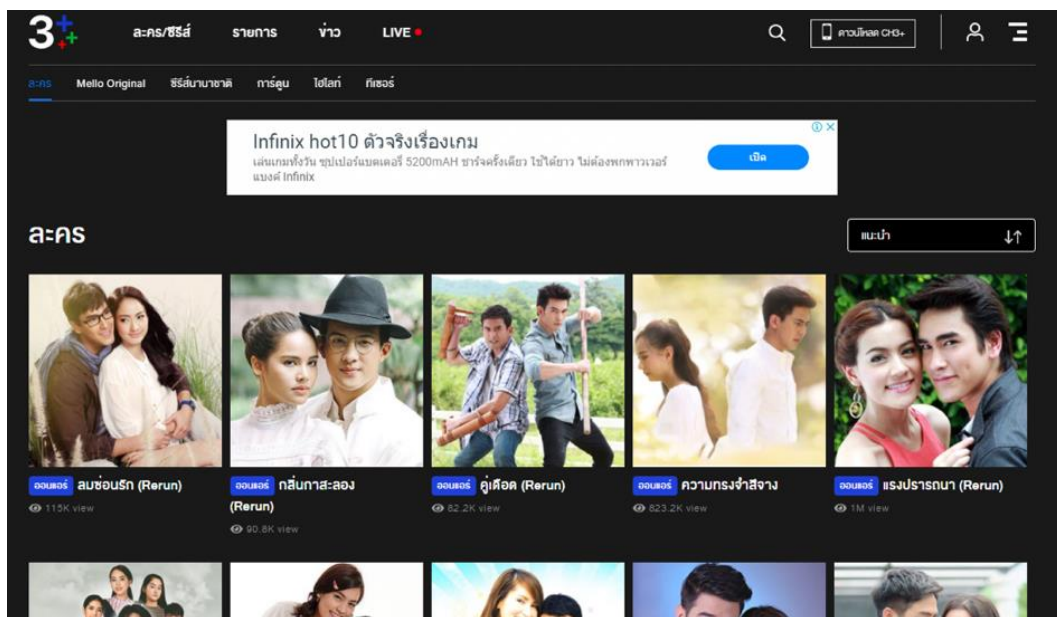 3
ละคร/ซีรีส์ รายการ ข่าว LIVE
ดาวน์โหลด CH3+
ละคร Mello Original ซีรีส์นานาชาติ การ์ตูน ไฮไลท์ ทีเซอร์
Infinix hot10 ตัวจริงเรื่องเกม
เล่นเกมทั้งวัน ซุปเปอร์แบตเตอรี่ 5200mAH ชาร์จครั้งเดียว ใช้ได้ยาว ไม่ต้องพกพาวเวอร์
แบงค์ Infinix
เปิด
ละคร
แนะนำ
ออนแอร์ ลมซ่อนรัก (Rerun)
115K view
ออนแอร์ กลิ่นกาสะลอง
(Rerun)
90.8K view
ออนแอร์ คู่เดือด (Rerun)
82.2K view
ออนแอร์ ความทรงจำสีจาง
823.2K view
ออนแอร์ แรงปรารถนา (Rerun)
1M view